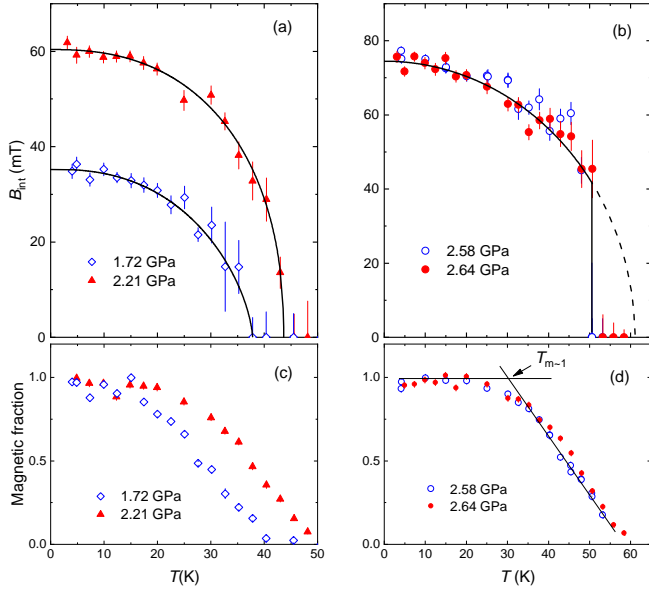 (a)
60
40
20
0
B_int (mT)
1.72 GPa
2.21 GPa
(b)
80
60
40
20
0
2.58 GPa
2.64 GPa
(c)
1.0
0.5
0.0
Magnetic fraction
1.72 GPa
2.21 GPa
0 10 20 30 40 50
T(K)
T_m~1
(d)
1.0
0.5
0.0
2.58 GPa
2.64 GPa
0 10 20 30 40 50 60
T (K)